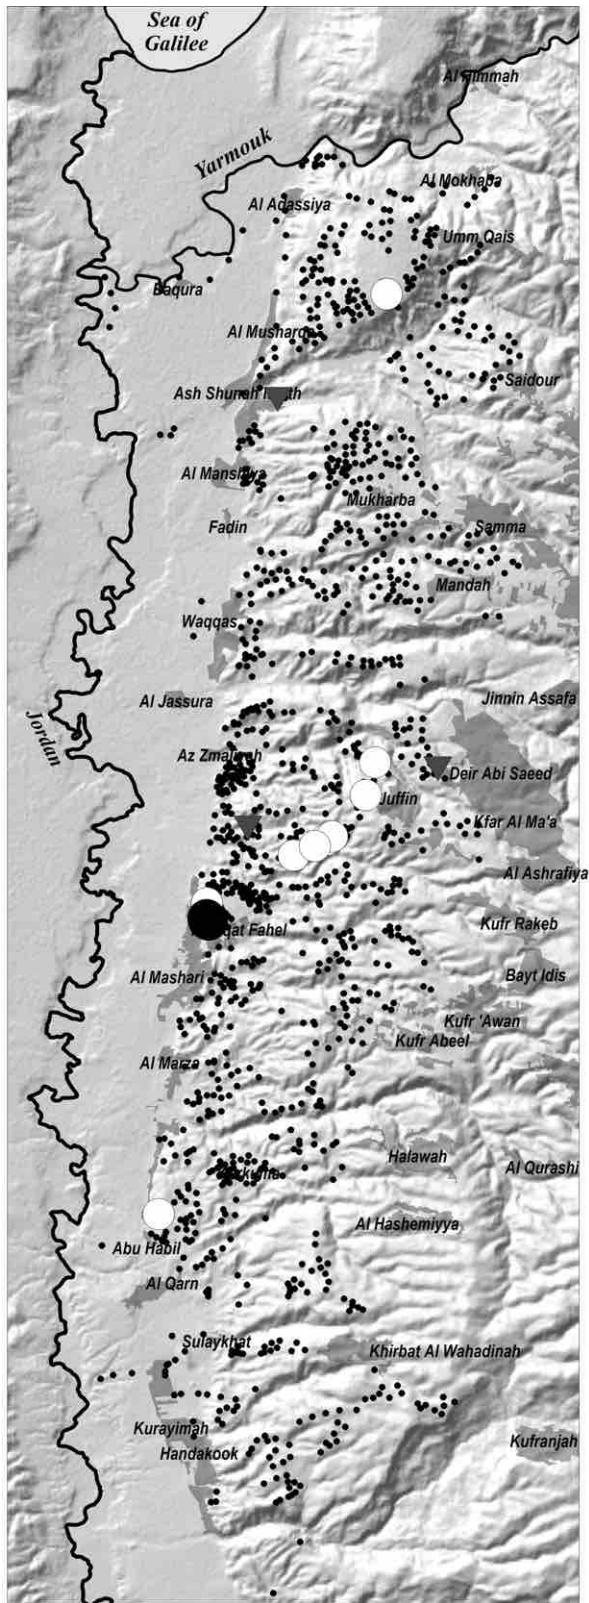 Sea of
Galilee
Al Himmah
Yarmouk
Al Mokhaba
Al Adassiya
Umm Qais
Baqura
Al Musharqa
Saidour
Ash Shunah
Al Manshiya
Mukharba
Fadin
Samma
Mandah
Waqqas
Jinnin Assafa
Al Jassura
Jordan
Az Zmaliyah
Deir Abi Saeed
Juffin
Kfar Al Ma'a
Al Ashrafiya
Kufr Rakeb
Fahel
Bayt Idis
Al Mashari
Kufr 'Awan
Kufr Abeel
Al Marza
Halawah
Al Qurashi
Al Hashemiyya
Abu Habil
Al Qarn
Sulaykhat
Khirbat Al Wahadinah
Kurayimah
Kufranjah
Handakook